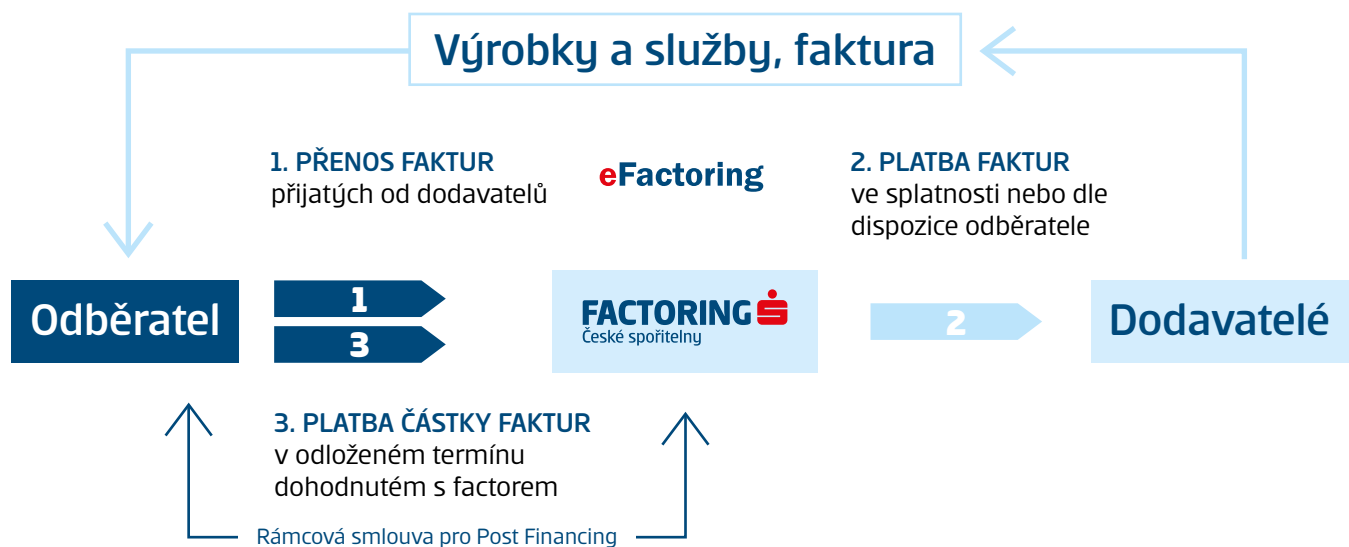 Výrobky a služby, faktura
1. PŘENOS FAKTUR
přijatých od dodavatelů
eFactoring
2. PLATBA FAKTUR
ve splatnosti nebo dle
dispozice odběratele
Odběratel
1
3
FACTORING
České spořitelny
2
Dodavatelé
3. PLATBA ČÁSTKY FAKTUR
v odloženém termínu
dohodnutém s factorem
Rámcová smlouva pro Post Financing